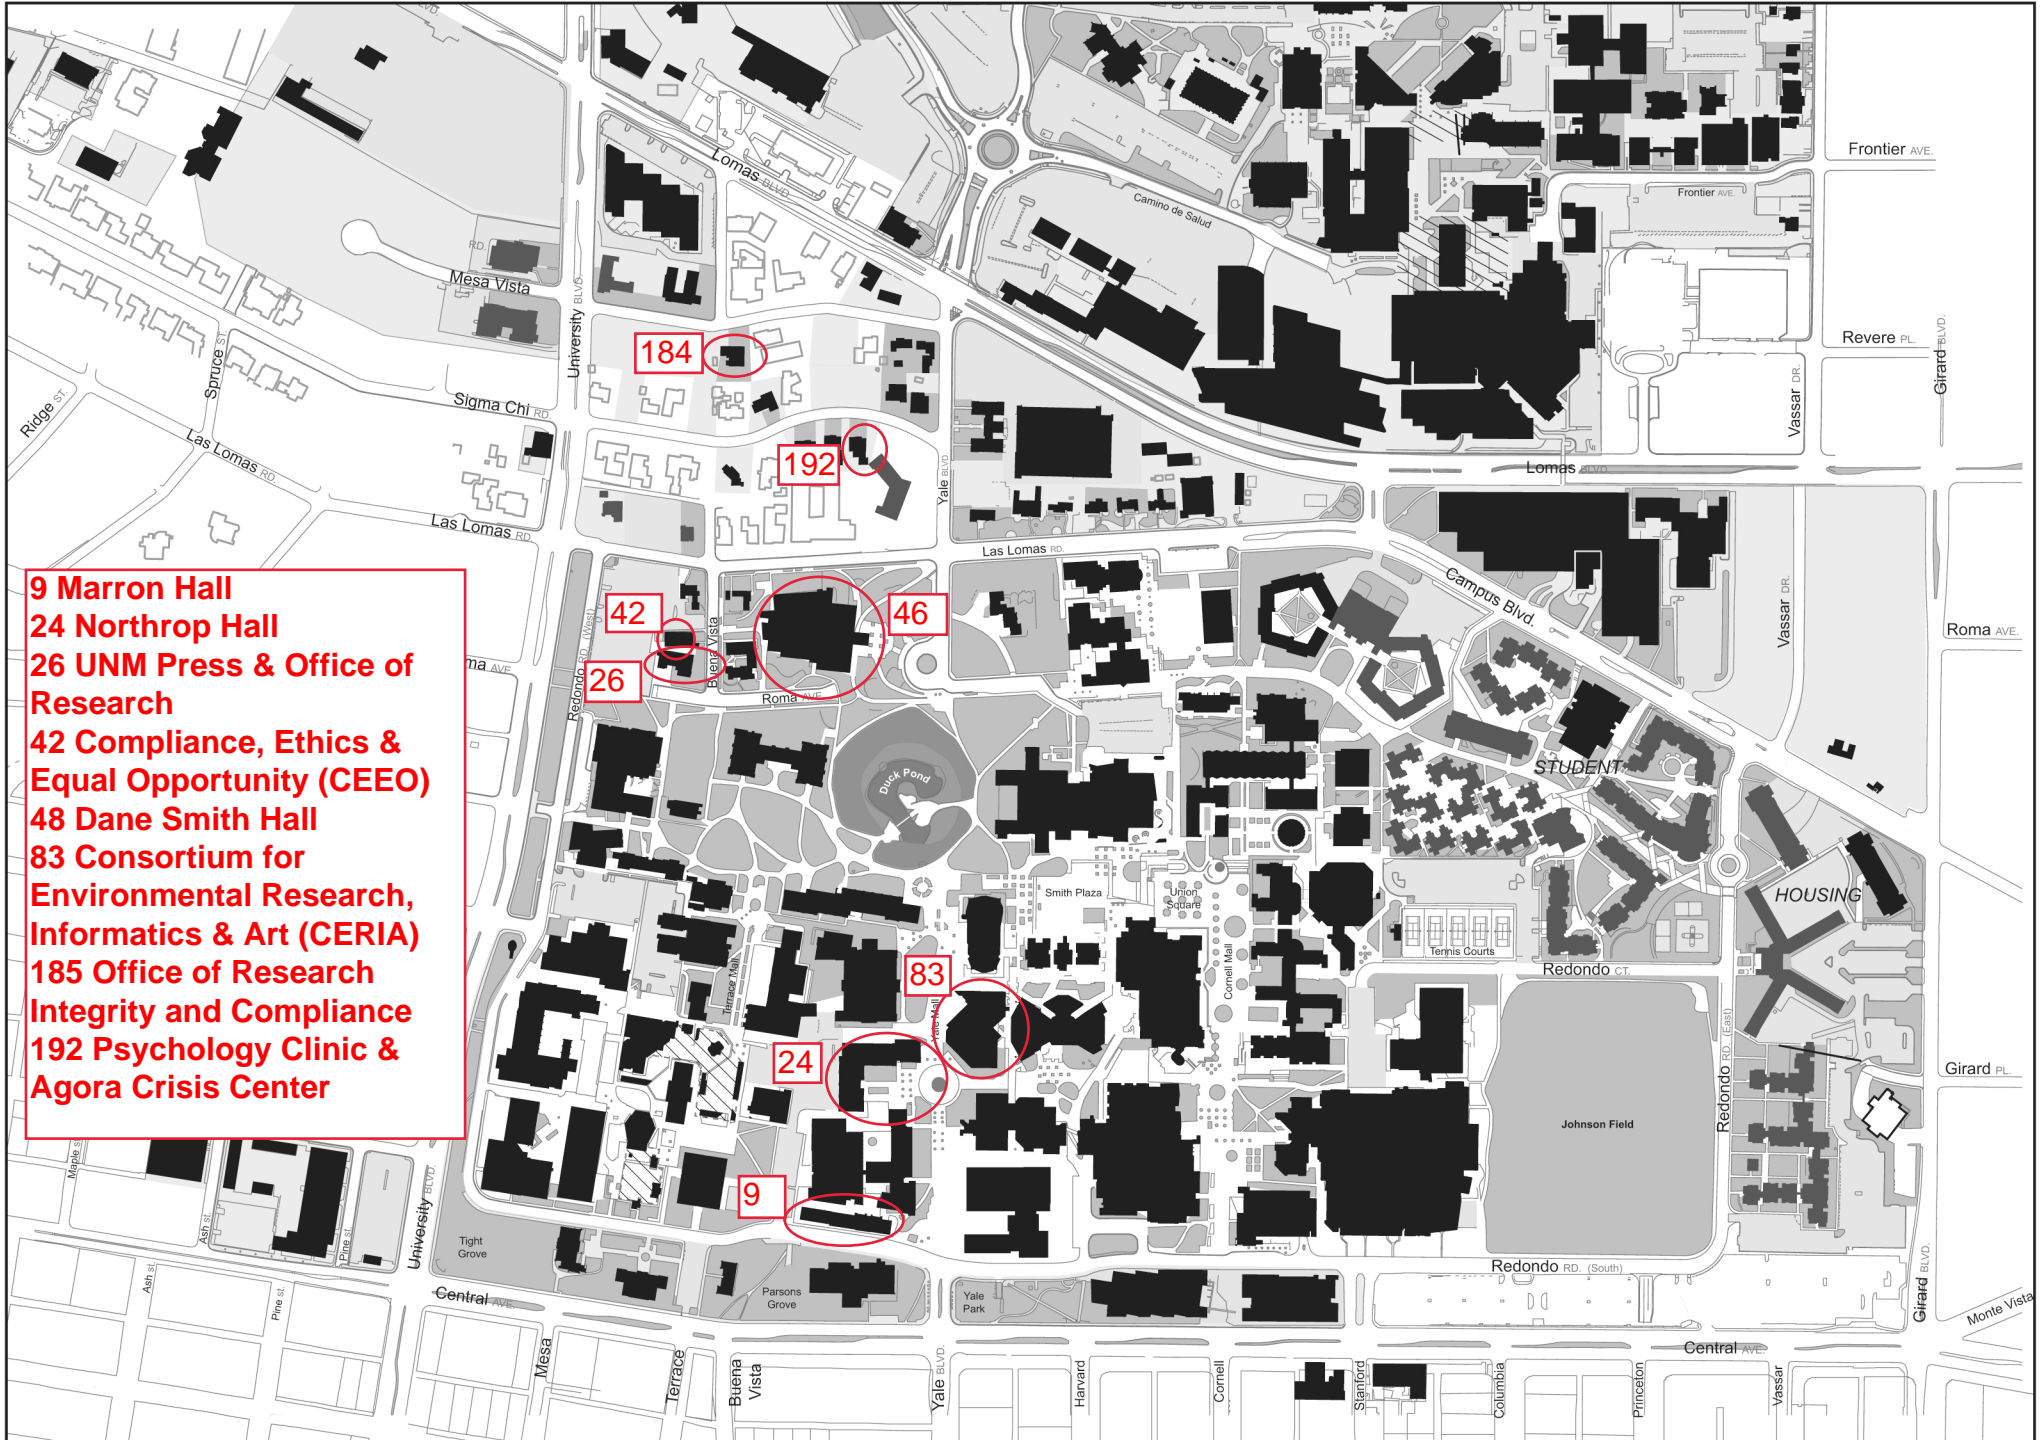 BLVD.
Lomas BLVD.
Camino de Salud
Frontier AVE.
Frontier AVE.
RD.
Mesa Vista
University BLVD.
184
Revere PL.
Girard BLVD.
Vassar DR.
Spruce ST.
Ridge ST.
Sigma Chi RD.
Las Lomas RD.
192
Yale BLVD.
Lomas BLVD.
Las Lomas RD.
Las Lomas RD.
Campus Blvd.
Vassar DR.
Roma AVE.
9 Marron Hall
24 Northrop Hall
26 UNM Press & Office of
Research
42 Compliance, Ethics &
Equal Opportunity (CEEO)
48 Dane Smith Hall
83 Consortium for
Environmental Research,
Informatics & Art (CERIA)
185 Office of Research
Integrity and Compliance
192 Psychology Clinic &
Agora Crisis Center
42
46
26
ma AVE
Redondo RD. (West)
Buena Vista
Roma AVE.
Duck Pond
STUDENT
HOUSING
Smith Plaza
Union
Square
Tennis Courts
Cornell Mall
Redondo CT.
Terrace Mall
Yale Mall
83
24
9
Johnson Field
Redondo RD. (East)
Girard PL.
Maple st.
Ash st.
Pine st.
University BLVD.
Tight
Grove
Ash st.
Pine st.
Central AVE.
Parsons
Grove
Yale
Park
Redondo RD. (South)
Girard BLVD.
Monte Vista
Central AVE.
Mesa
Terrace
Buena
Vista
Yale BLVD.
Harvard
Cornell
Stanford
Columbia
Princeton
Vassar